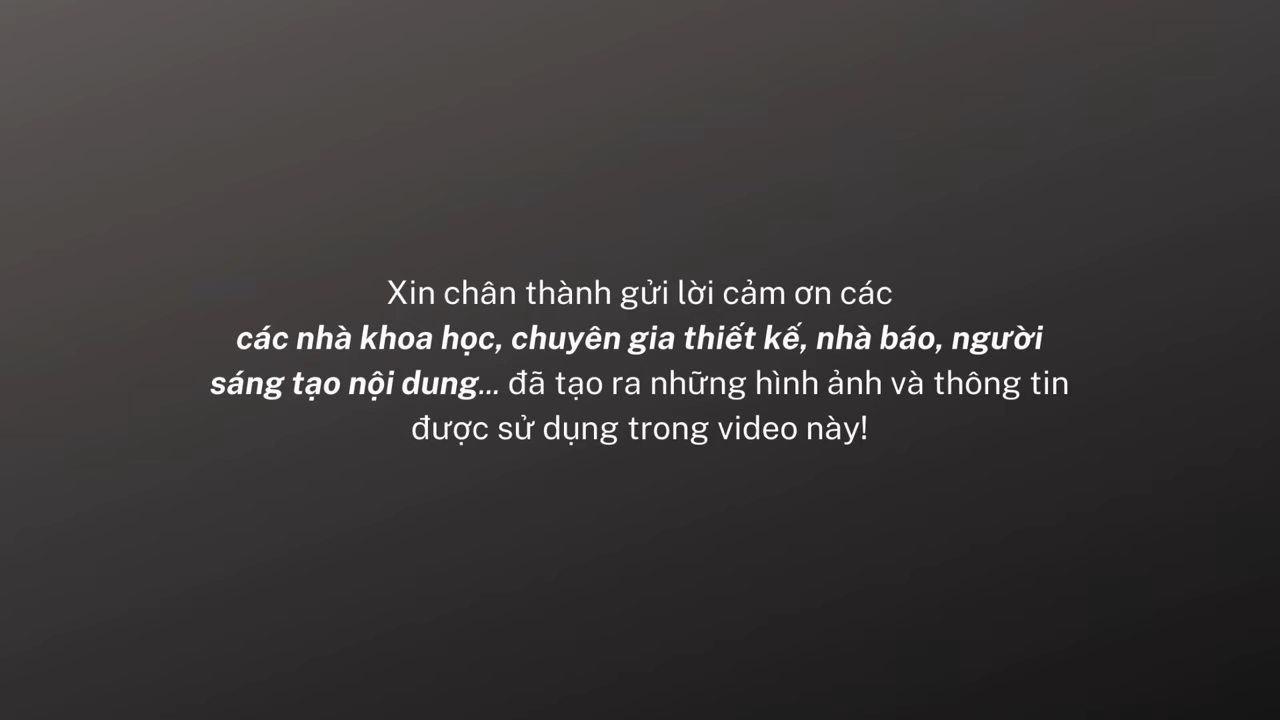 Xin chân thành gửi lời cảm ơn các
các nhà khoa học, chuyên gia thiết kế, nhà báo, người
sáng tạo nội dung... đã tạo ra những hình ảnh và thông tin
được sử dụng trong video này!